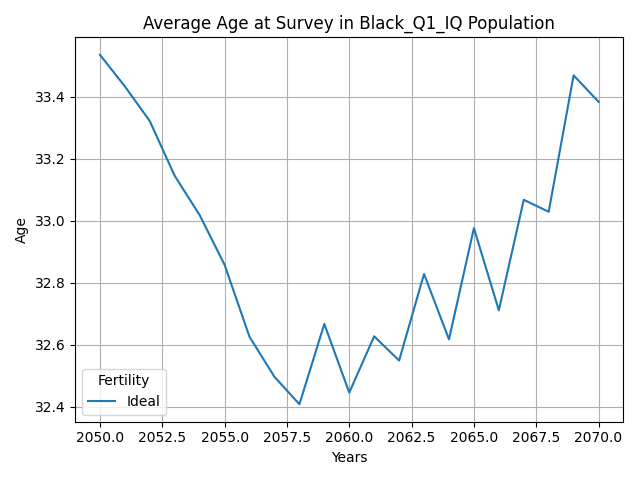 Average Age at Survey in Black_Q1_IQ Population
Age
33.4
33.2
33.0
32.8
32.6
32.4
Fertility
Ideal
2050.0 2052.5 2055.0 2057.5 2060.0 2062.5 2065.0 2067.5 2070.0
Years